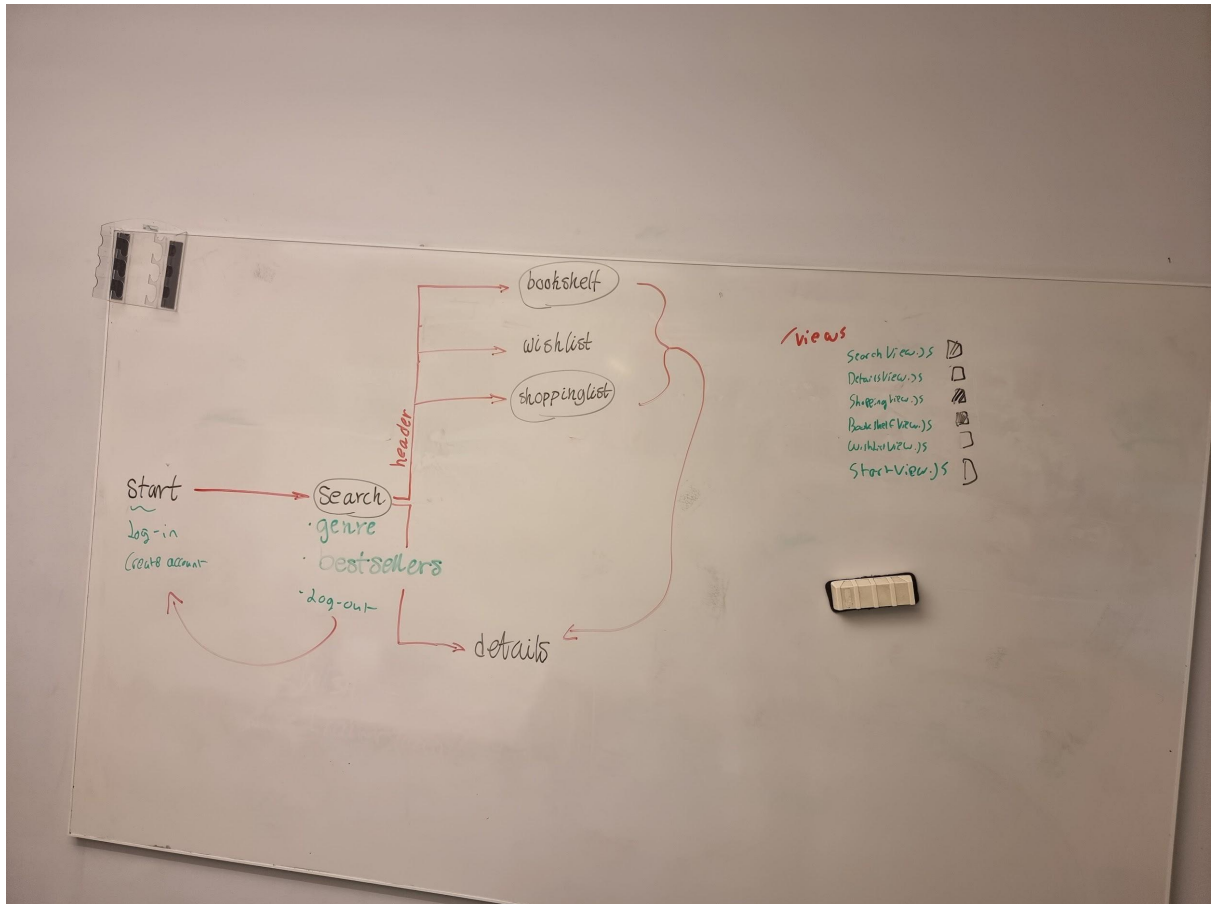 bookshelf
wishlist
shoppinglist
header
start
Log-in
Create account
search
· genre
· bestsellers
· Log-out
details
/views
SearchView.js
DetailsView.js
ShoppingView.js
BookshelfView.js
WishListView.js
StartView.js